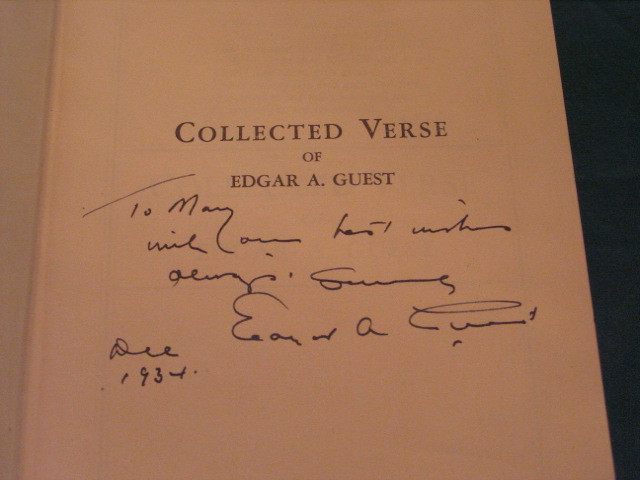 COLLECTED VERSE
OF
EDGAR A. GUEST
To Mary
with best wishes
always. Sincerely
Edgar A Guest
Dec
1934.